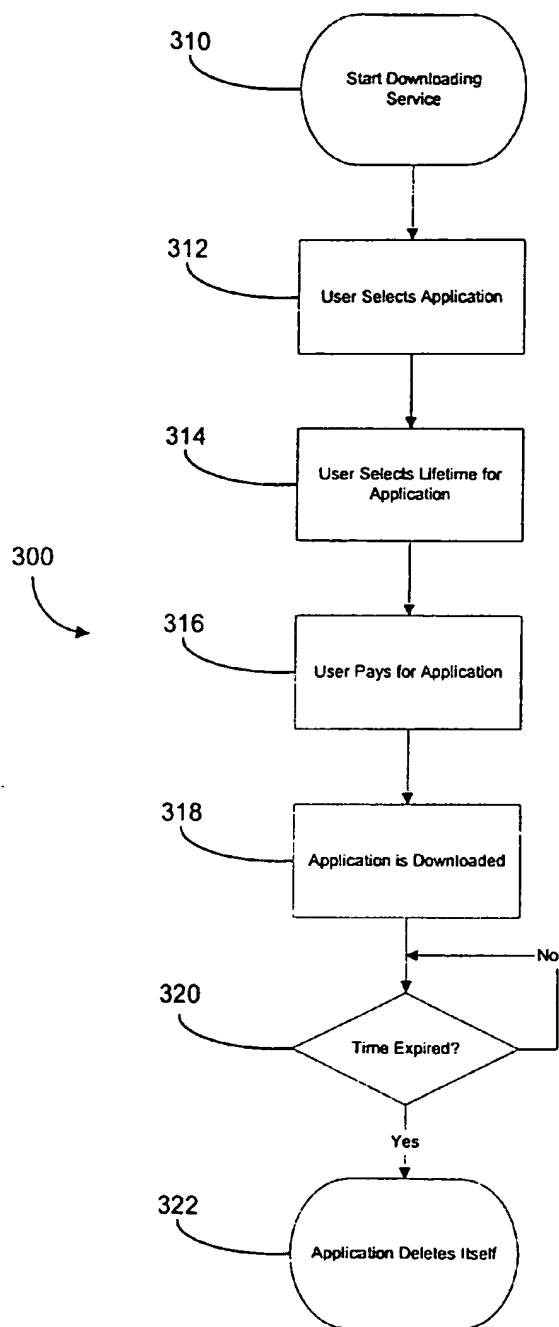 310
Start Downloading
Service
312
User Selects Application
314
User Selects Lifetime for
Application
300
316
User Pays for Application
318
Application is Downloaded
No
320
Time Expired?
Yes
322
Application Deletes Itself